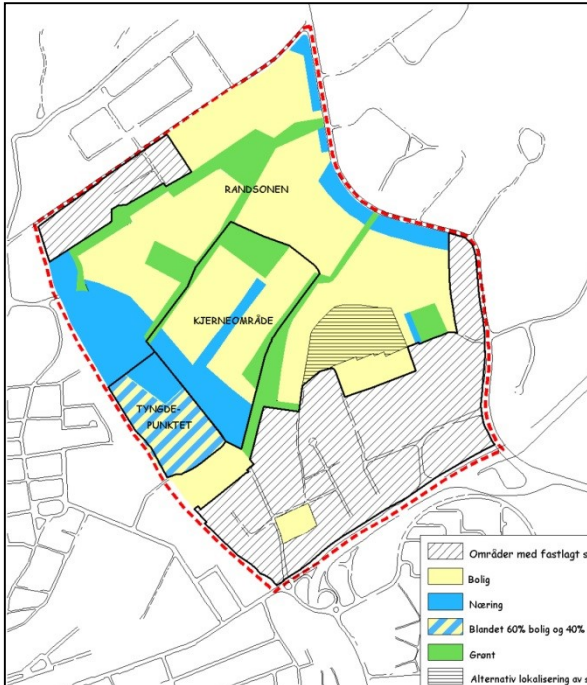 RANDSONEN
KJERNEOMRÅDE
TYNGDE-
PUNKTET
Områder med fastlagt s
Bolig
Næring
Blandet 60% bolig og 40%
Grønt
Alternativ lokalisering av s